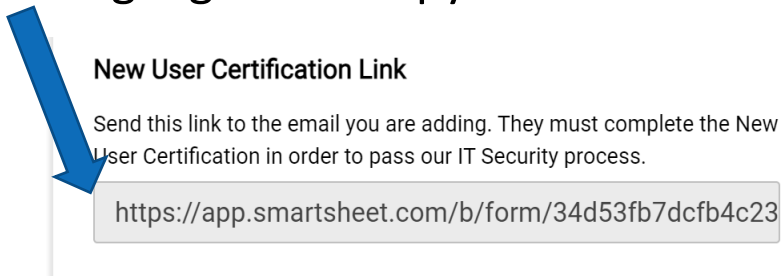 New User Certification Link
Send this link to the email you are adding. They must complete the New
User Certification in order to pass our IT Security process.
https://app.smartsheet.com/b/form/34d53fb7dcfb4c23